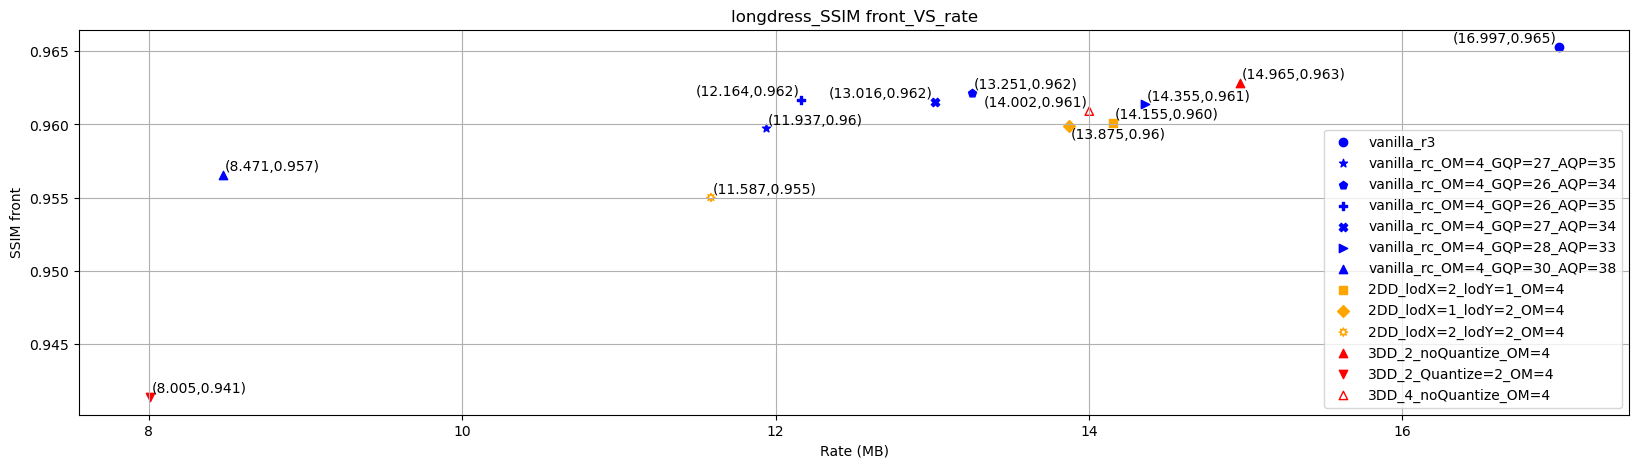 longdress_SSIM front_VS_rate
(16.997,0.965)
(14.965,0.963)
(13.251,0.962)
(12.164,0.962)
(13.016,0.962)
(14.355,0.961)
(14.002,0.961)
(14.155,0.960)
(11.937,0.96)
(13.875,0.96)
(8.471,0.957)
(11.587,0.955)
(8.005,0.941)
0.965
0.960
0.955
0.950
0.945
SSIM front
8
10
12
14
16
Rate (MB)
vanilla_r3
vanilla_rc_OM=4_GQP=27_AQP=35
vanilla_rc_OM=4_GQP=26_AQP=34
vanilla_rc_OM=4_GQP=26_AQP=35
vanilla_rc_OM=4_GQP=27_AQP=34
vanilla_rc_OM=4_GQP=28_AQP=33
vanilla_rc_OM=4_GQP=30_AQP=38
2DD_lodX=2_lodY=1_OM=4
2DD_lodX=1_lodY=2_OM=4
2DD_lodX=2_lodY=2_OM=4
3DD_2_noQuantize_OM=4
3DD_2_Quantize=2_OM=4
3DD_4_noQuantize_OM=4